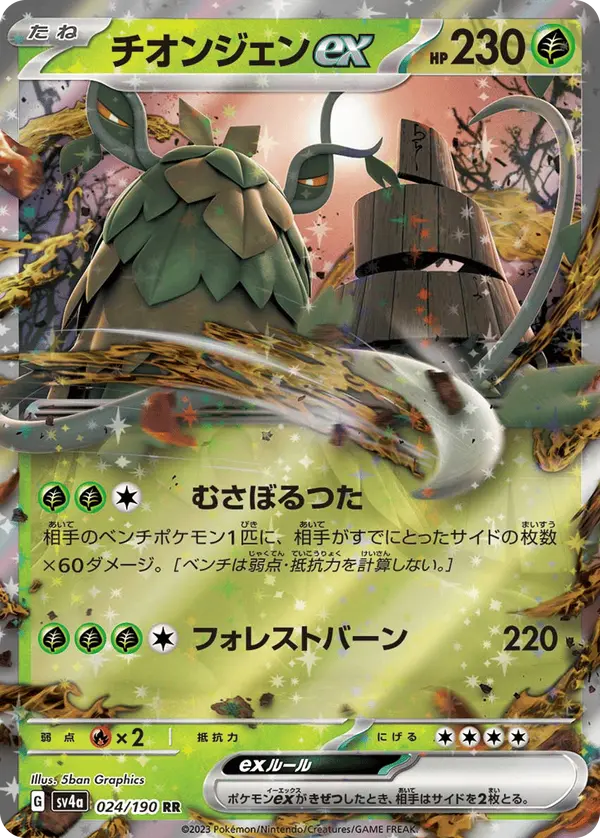 たね
チオンジェンex
HP 230
むさぼるつた
相手のベンチポケモン1匹に、相手がすでにとったサイドの枚数
×60ダメージ。[ベンチは弱点・抵抗力を計算しない。]
フォレストバーン 220
弱点 ×2 抵抗力 にげる
exルール
ポケモンexがきぜつしたとき、相手はサイドを2枚とる。
Illus. 5ban Graphics
G sv4a 024/190 RR
©2023 Pokémon/Nintendo/Creatures/GAME FREAK.